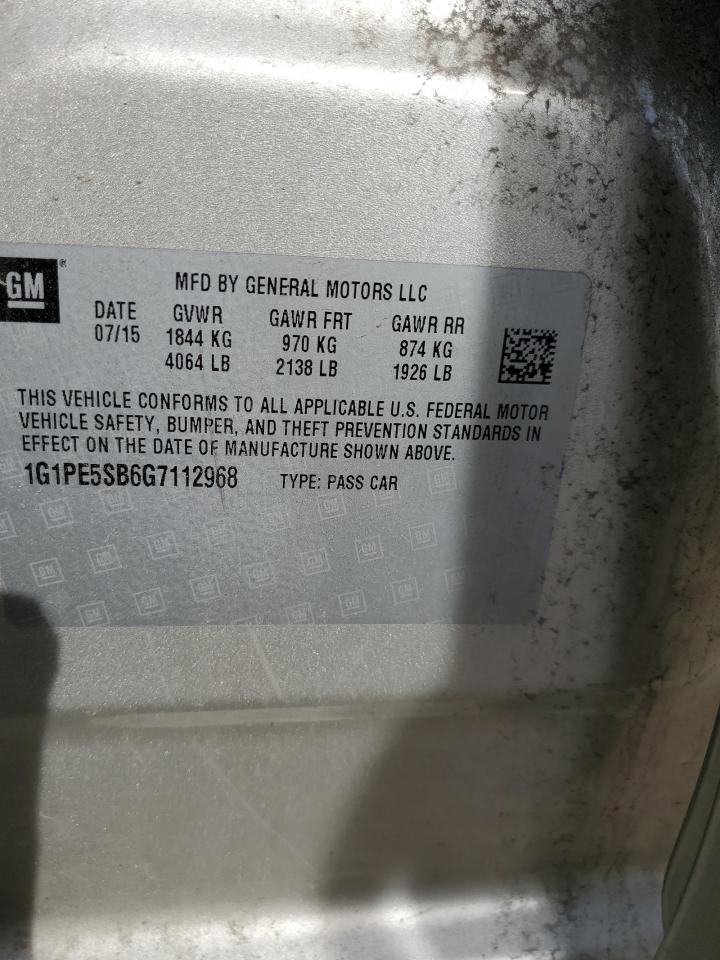 GM®
MFD BY GENERAL MOTORS LLC
DATE GVWR GAWR FRT GAWR RR
07/15 1844 KG 970 KG 874 KG
4064 LB 2138 LB 1926 LB
THIS VEHICLE CONFORMS TO ALL APPLICABLE U.S. FEDERAL MOTOR
VEHICLE SAFETY, BUMPER, AND THEFT PREVENTION STANDARDS IN
EFFECT ON THE DATE OF MANUFACTURE SHOWN ABOVE.
1G1PE5SB6G7112968 TYPE: PASS CAR